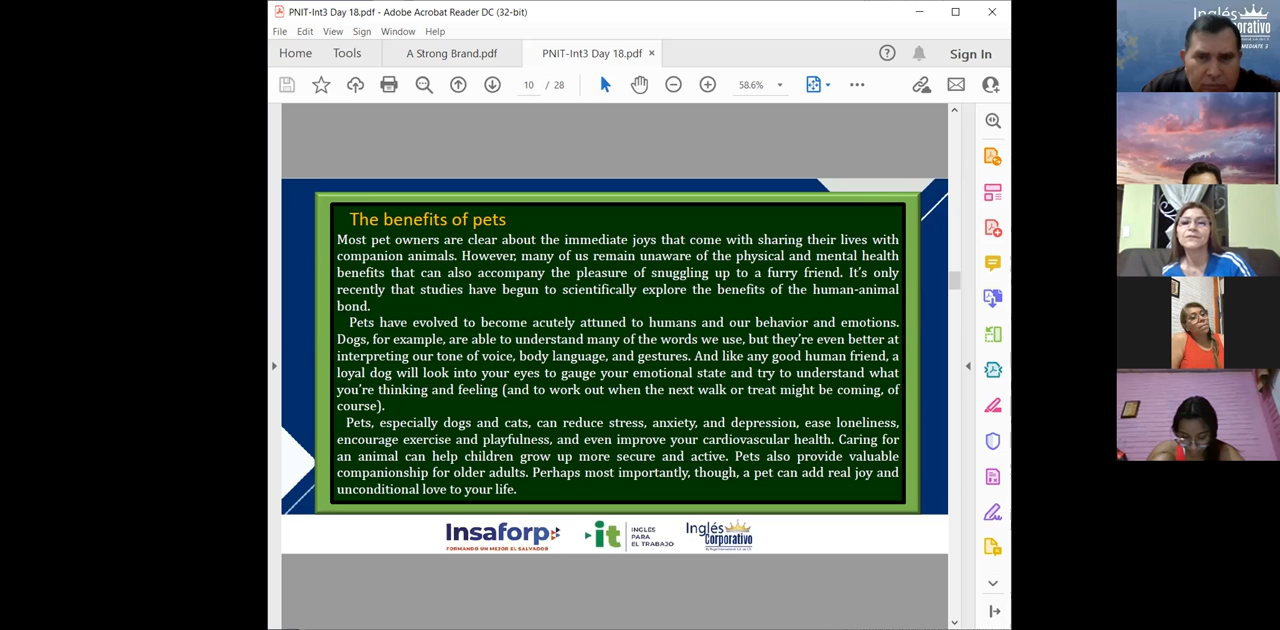 PNIT-Int3 Day 18.pdf - Adobe Acrobat Reader DC (32-bit)
File Edit View Sign Window Help
Home Tools A Strong Brand.pdf PNIT-Int3 Day 18.pdf × Sign In
10 / 28 58.6%
The benefits of pets
Most pet owners are clear about the immediate joys that come with sharing their lives with
companion animals. However, many of us remain unaware of the physical and mental health
benefits that can also accompany the pleasure of snuggling up to a furry friend. It's only
recently that studies have begun to scientifically explore the benefits of the human-animal
bond.
Pets have evolved to become acutely attuned to humans and our behavior and emotions.
Dogs, for example, are able to understand many of the words we use, but they're even better at
interpreting our tone of voice, body language, and gestures. And like any good human friend, a
loyal dog will look into your eyes to gauge your emotional state and try to understand what
you're thinking and feeling (and to work out when the next walk or treat might be coming, of
course).
Pets, especially dogs and cats, can reduce stress, anxiety, and depression, ease loneliness,
encourage exercise and playfulness, and even improve your cardiovascular health. Caring for
an animal can help children grow up more secure and active. Pets also provide valuable
companionship for older adults. Perhaps most importantly, though, a pet can add real joy and
unconditional love to your life.
Insaforp
FORMANDO UN MEJOR EL SALVADOR
it
INGLÉS
PARA
EL TRABAJO
Inglés
Corporativo
Inglés